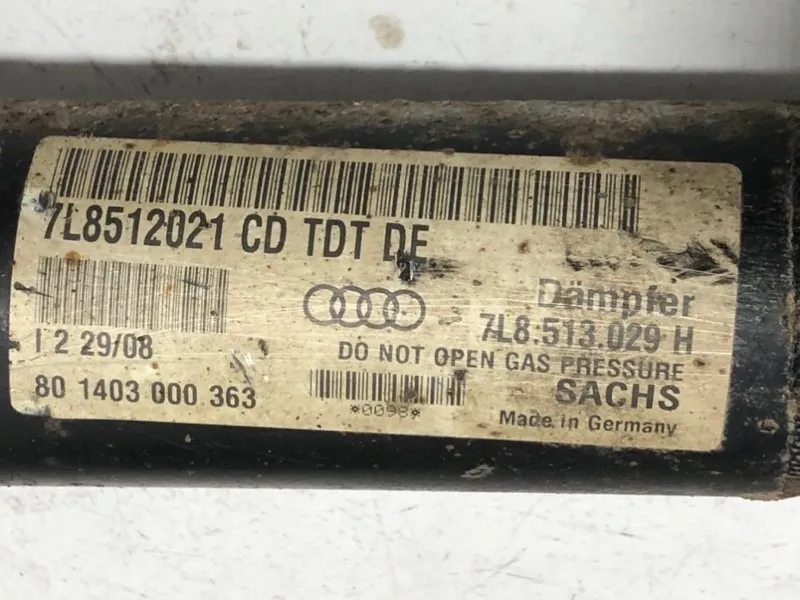 7L8512021 CD TDT DE
Dämpfer
7L8.513.029 H
I 2 29/08
DO NOT OPEN GAS PRESSURE
80 1403 000 363
SACHS
*0098*
Made in Germany